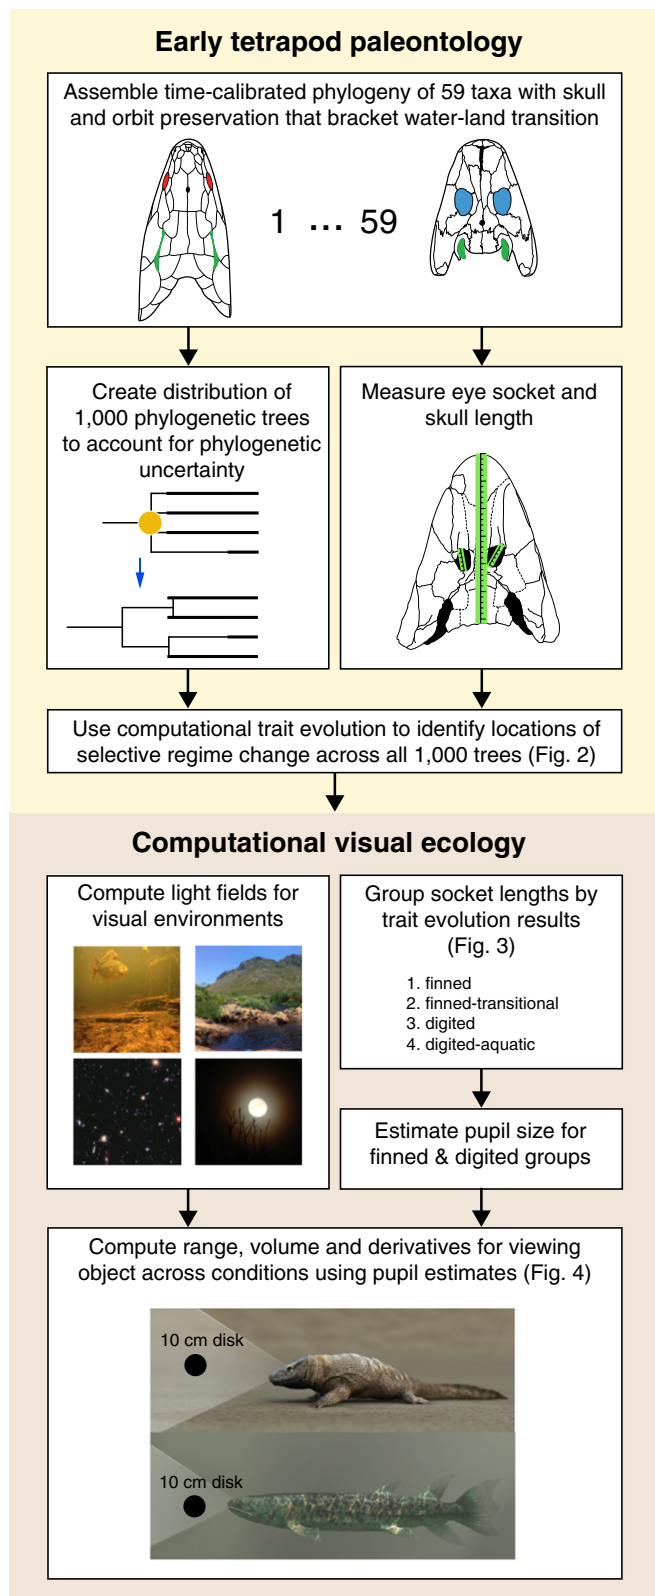 Early tetrapod paleontology
Assemble time-calibrated phylogeny of 59 taxa with skull
and orbit preservation that bracket water-land transition
1 ... 59
Create distribution of
1,000 phylogenetic trees
to account for phylogenetic
uncertainty
Measure eye socket and
skull length
Use computational trait evolution to identify locations of
selective regime change across all 1,000 trees (Fig. 2)
Computational visual ecology
Compute light fields for
visual environments
Group socket lengths by
trait evolution results
(Fig. 3)
1. finned
2. finned-transitional
3. digited
4. digited-aquatic
Estimate pupil size for
finned & digited groups
Compute range, volume and derivatives for viewing
object across conditions using pupil estimates (Fig. 4)
10 cm disk
10 cm disk